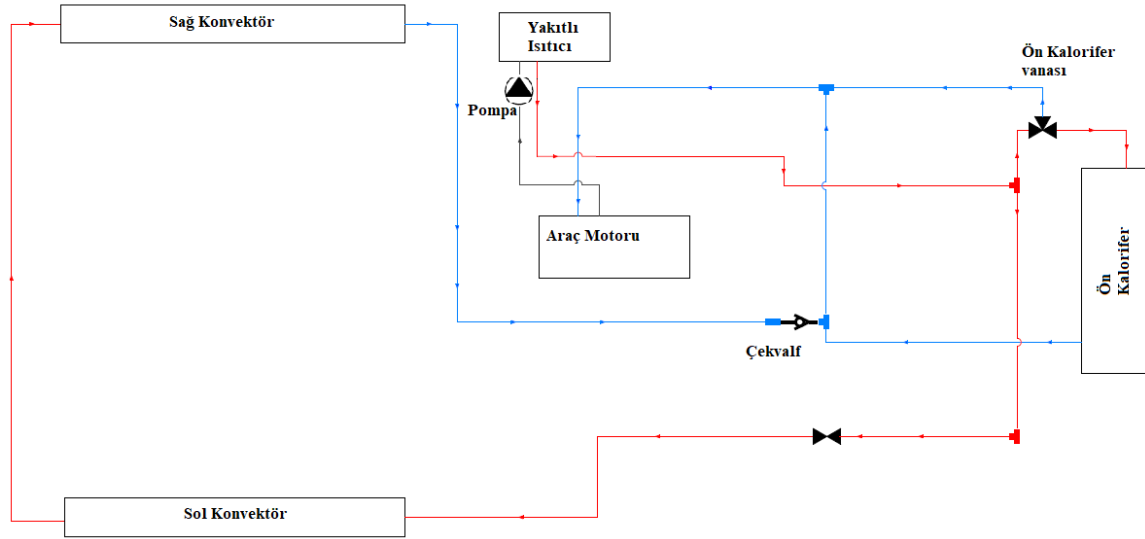 Sağ Konvektör
Yakıtlı
Isıtıcı
Ön Kalorifer
vanası
Pompa
Araç Motoru
Ön
Kalorifer
Çekvalf
Sol Konvektör